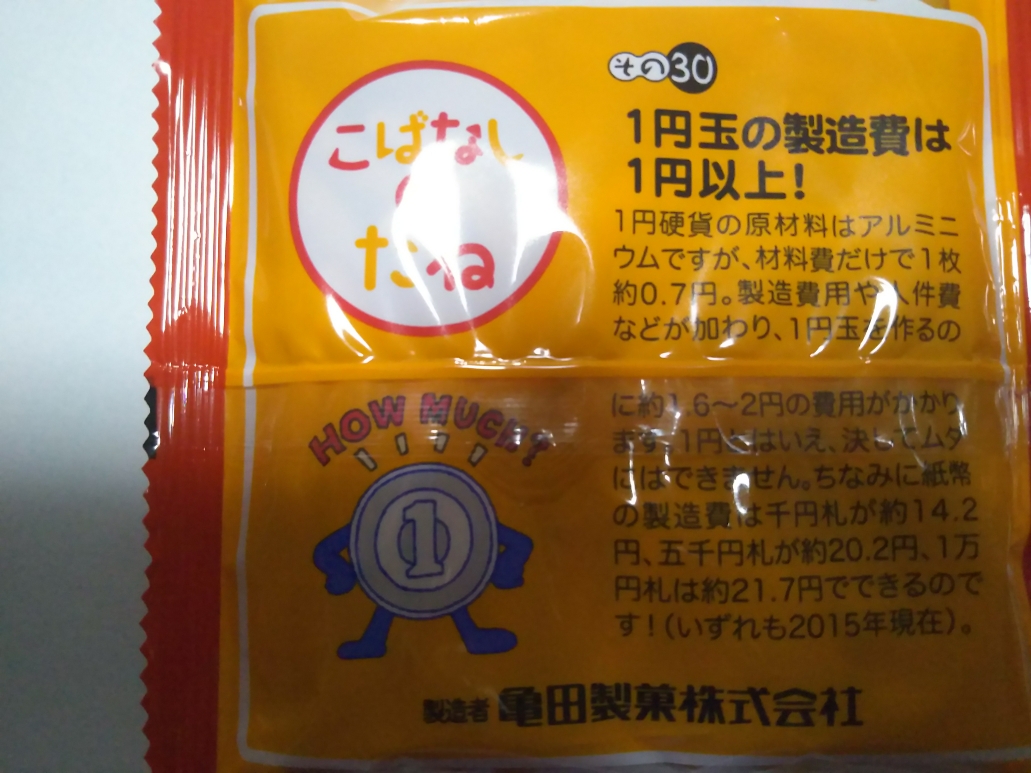 その30
こばなし
の
たね
1円玉の製造費は
1円以上!
1円硬貨の原材料はアルミニ
ウムですが、材料費だけで1枚
約0.7円。製造費用や人件費
などが加わり、1円玉を作るの
に約1.6〜2円の費用がかかり
ます。1円とはいえ、決してムダ
にはできません。ちなみに紙幣
の製造費は千円札が約14.2
円、五千円札が約20.2円、1万
円札は約21.7円でできるので
す!(いずれも2015年現在)。
HOW MUCH?
1
製造者 亀田製菓株式会社